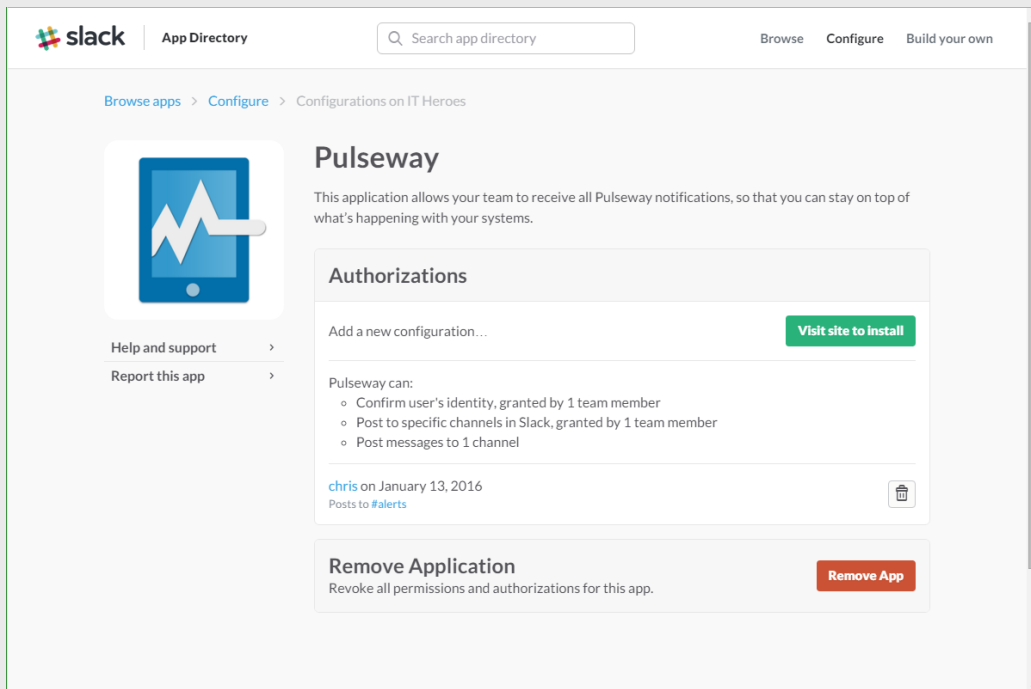 slack App Directory Search app directory Browse Configure Build your own
Browse apps > Configure > Configurations on IT Heroes
Pulseway
This application allows your team to receive all Pulseway notifications, so that you can stay on top of
what's happening with your systems.
Authorizations
Add a new configuration... Visit site to install
Help and support
Report this app
Pulseway can:
Confirm user's identity, granted by 1 team member
Post to specific channels in Slack, granted by 1 team member
Post messages to 1 channel
chris on January 13, 2016
Posts to #alerts
Remove Application
Revoke all permissions and authorizations for this app.
Remove App